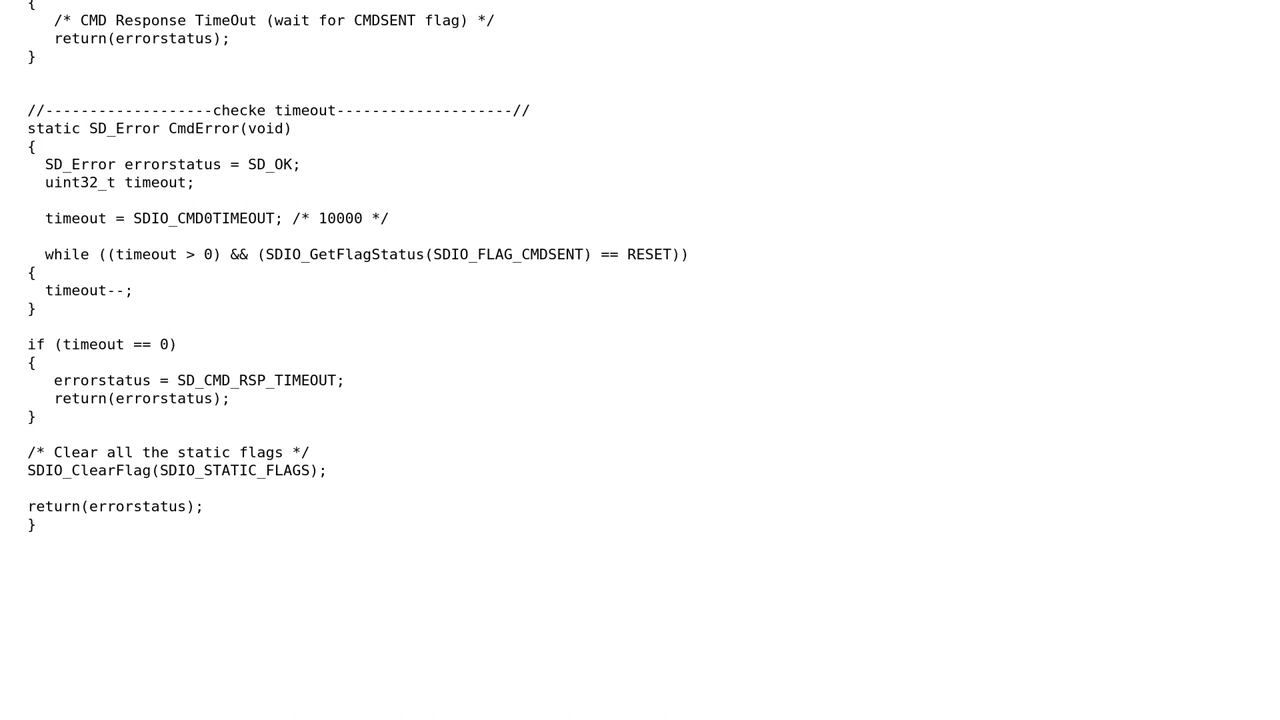 {
   /* CMD Response TimeOut (wait for CMDSENT flag) */
   return(errorstatus);
}
//-------------------checke timeout--------------------//
static SD_Error CmdError(void)
{
  SD_Error errorstatus = SD_OK;
  uint32_t timeout;
  timeout = SDIO_CMD0TIMEOUT; /* 10000 */
  while ((timeout > 0) && (SDIO_GetFlagStatus(SDIO_FLAG_CMDSENT) == RESET))
{
  timeout--;
}
if (timeout == 0)
{
   errorstatus = SD_CMD_RSP_TIMEOUT;
   return(errorstatus);
}
/* Clear all the static flags */
SDIO_ClearFlag(SDIO_STATIC_FLAGS);
return(errorstatus);
}